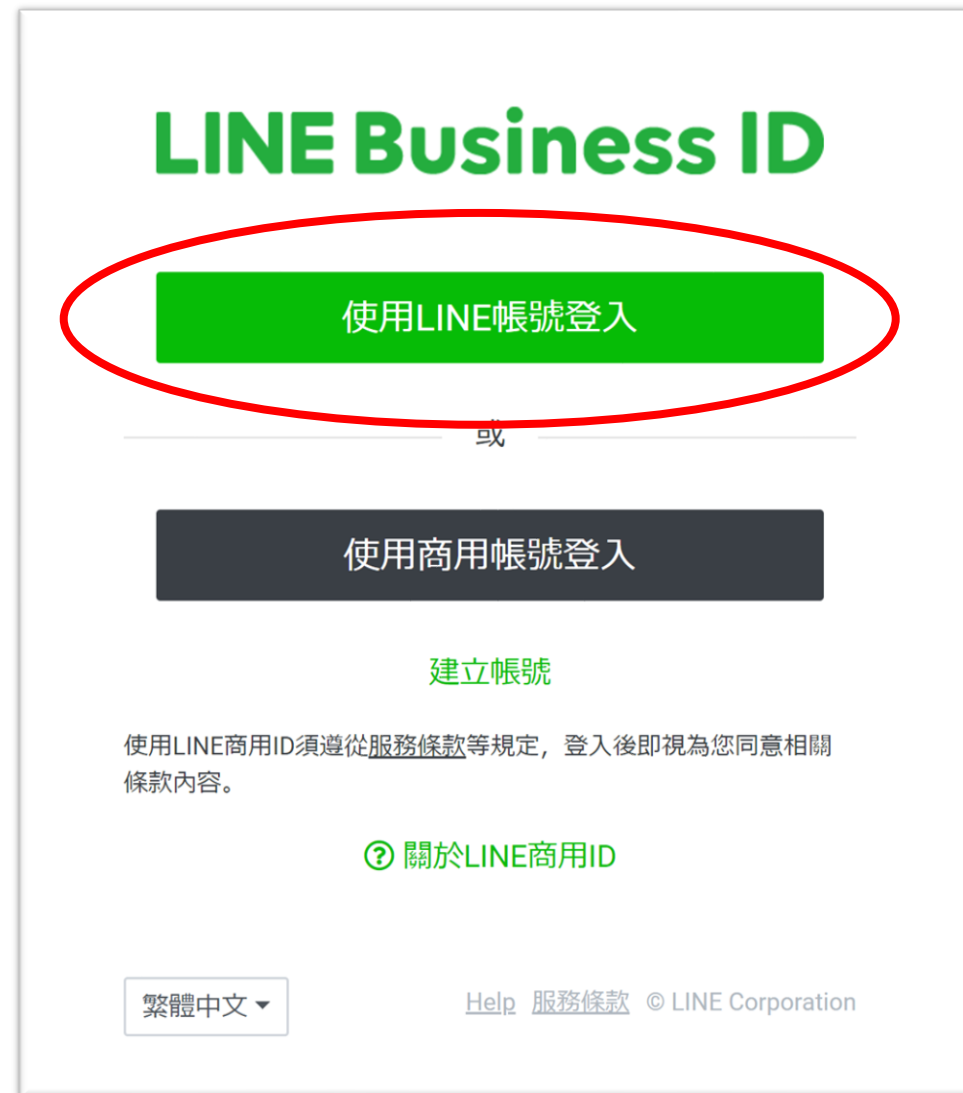 LINE Business ID
使用LINE帳號登入
或
使用商用帳號登入
建立帳號
使用LINE商用ID須遵從服務條款等規定，登入後即視為您同意相關
條款內容。
? 關於LINE商用ID
繁體中文 Help 服務條款 © LINE Corporation